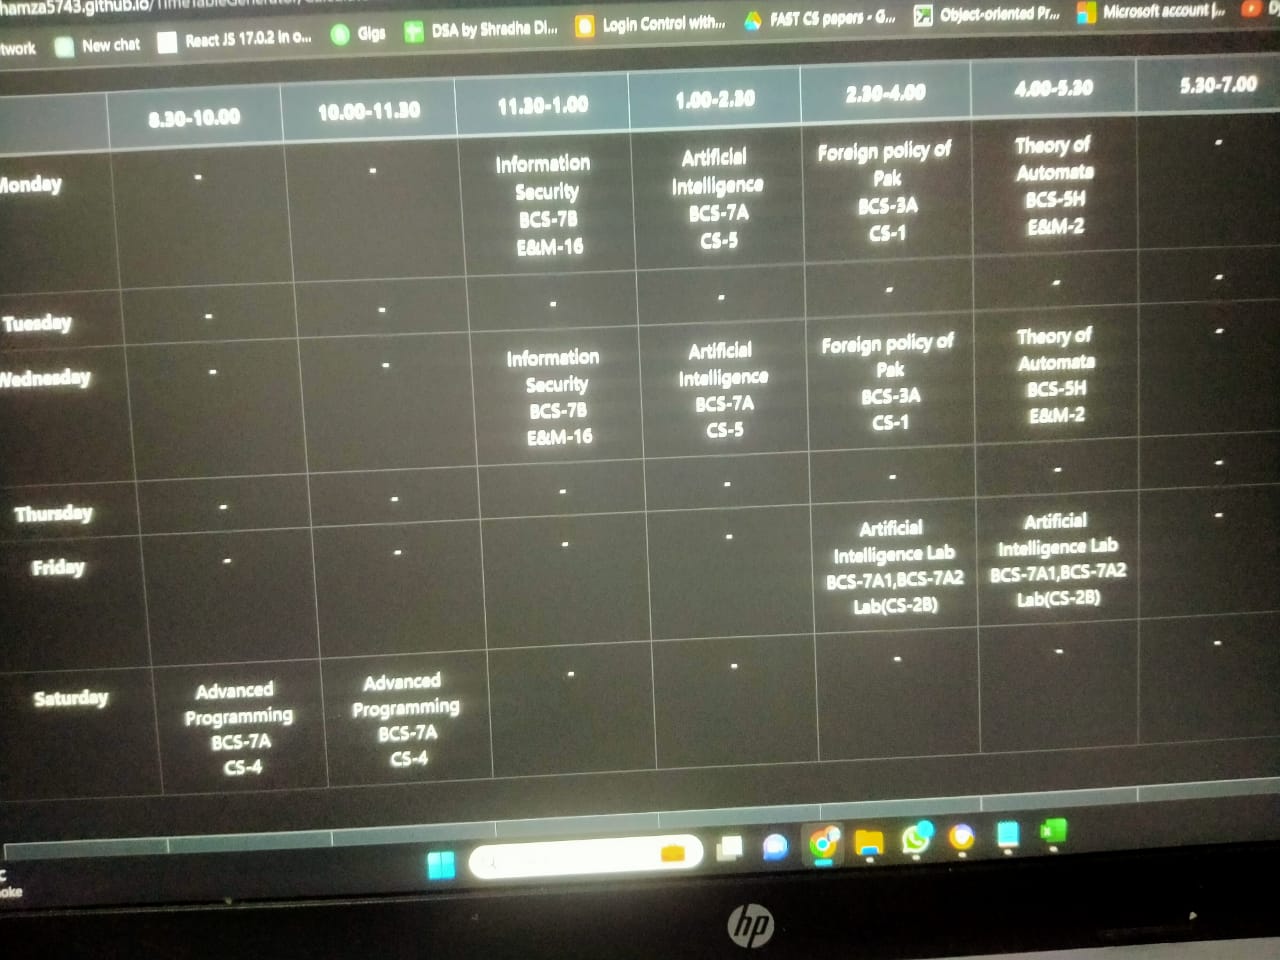 hamza5743.github.io/TimeTableGenerator/
twork New chat React JS 17.0.2 in o... Gigs DSA by Shradha Di... Login Control with... FAST CS papers - G... Object-oriented Pr... Microsoft account |...
8.30-10.00 10.00-11.30 11.30-1.00 1.00-2.30 2.30-4.00 4.00-5.30 5.30-7.00
Monday - -
Information
Security
BCS-7B
E&M-16
Artificial
Intelligence
BCS-7A
CS-5
Foreign policy of
Pak
BCS-3A
CS-1
Theory of
Automata
BCS-5H
E&M-2
-
Tuesday - - - - - - -
Wednesday - -
Information
Security
BCS-7B
E&M-16
Artificial
Intelligence
BCS-7A
CS-5
Foreign policy of
Pak
BCS-3A
CS-1
Theory of
Automata
BCS-5H
E&M-2
-
Thursday - - - - - - -
Friday - - - -
Artificial
Intelligence Lab
BCS-7A1,BCS-7A2
Lab(CS-2B)
Artificial
Intelligence Lab
BCS-7A1,BCS-7A2
Lab(CS-2B)
-
Saturday
Advanced
Programming
BCS-7A
CS-4
Advanced
Programming
BCS-7A
CS-4
- - - - -
C
oke
hp